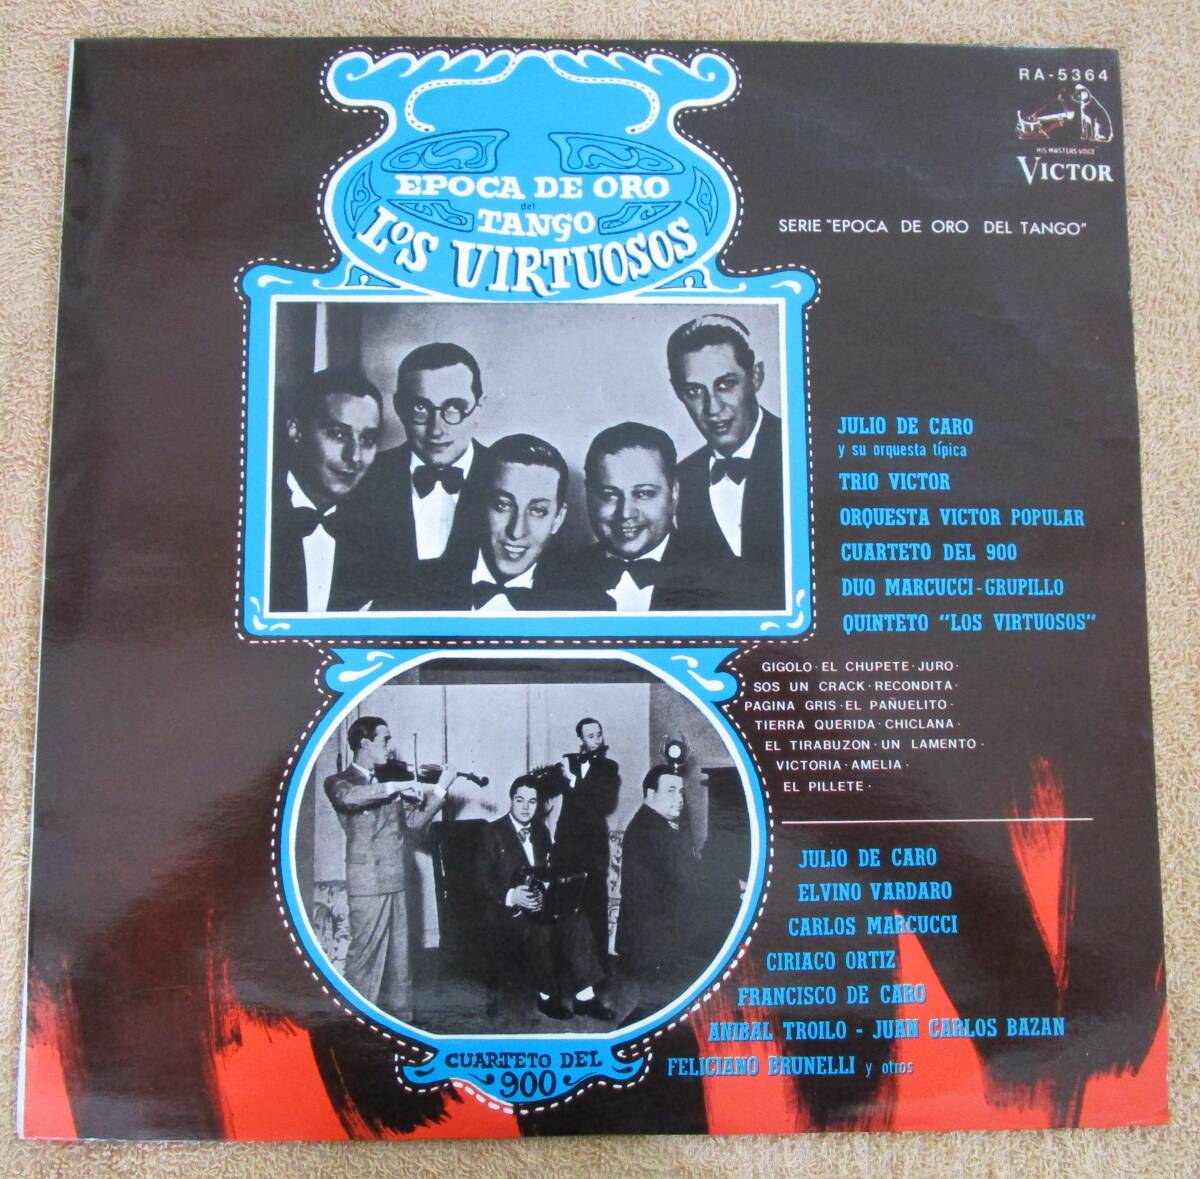 RA-5364
HIS MASTERS VOICE
VICTOR
SERIE "EPOCA DE ORO DEL TANGO"
EPOCA DE ORO
del
TANGO
LOS VIRTUOSOS
JULIO DE CARO
y su orquesta típica
TRIO VICTOR
ORQUESTA VICTOR POPULAR
CUARTETO DEL 900
DUO MARCUCCI-GRUPILLO
QUINTETO "LOS VIRTUOSOS"
GIGOLO · EL CHUPETE · JURO ·
SOS UN CRACK · RECONDITA ·
PAGINA GRIS · EL PAÑUELITO ·
TIERRA QUERIDA · CHICLANA ·
EL TIRABUZON · UN LAMENTO ·
VICTORIA · AMELIA ·
EL PILLETE ·
JULIO DE CARO
ELVINO VARDARO
CARLOS MARCUCCI
CIRIACO ORTIZ
FRANCISCO DE CARO
ANIBAL TROILO - JUAN CARLOS BAZAN
FELICIANO BRUNELLI y otros
CUARTETO DEL
900